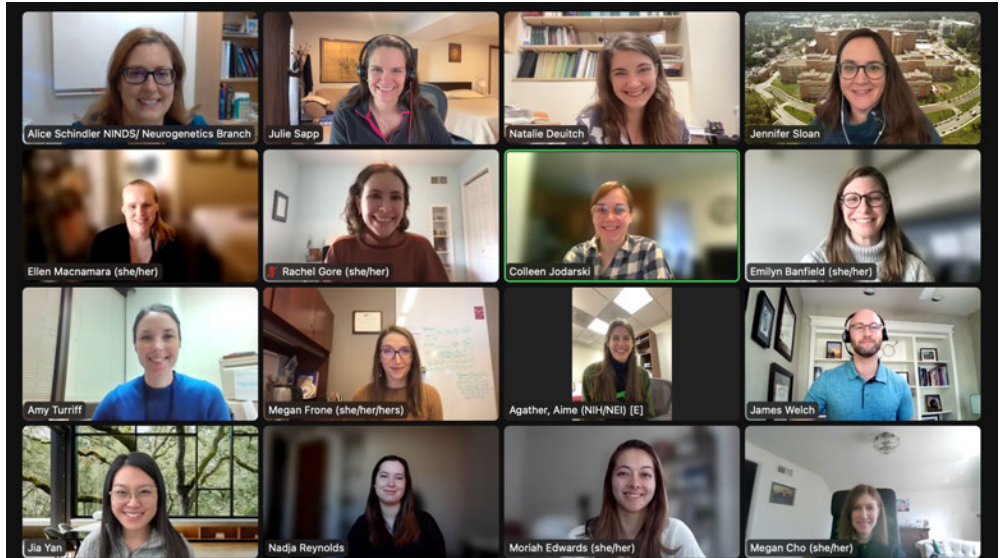 Alice Schindler NINDS/ Neurogenetics Branch
Julie Sapp
Natalie Deuitch
Jennifer Sloan
Ellen Macnamara (she/her)
Rachel Gore (she/her)
Colleen Jodarski
Emilyn Banfield (she/her)
Amy Turriff
Megan Frone (she/her/hers)
Agather, Aime (NIH/NEI) [E]
James Welch
Jia Yan
Nadja Reynolds
Moriah Edwards (she/her)
Megan Cho (she/her)